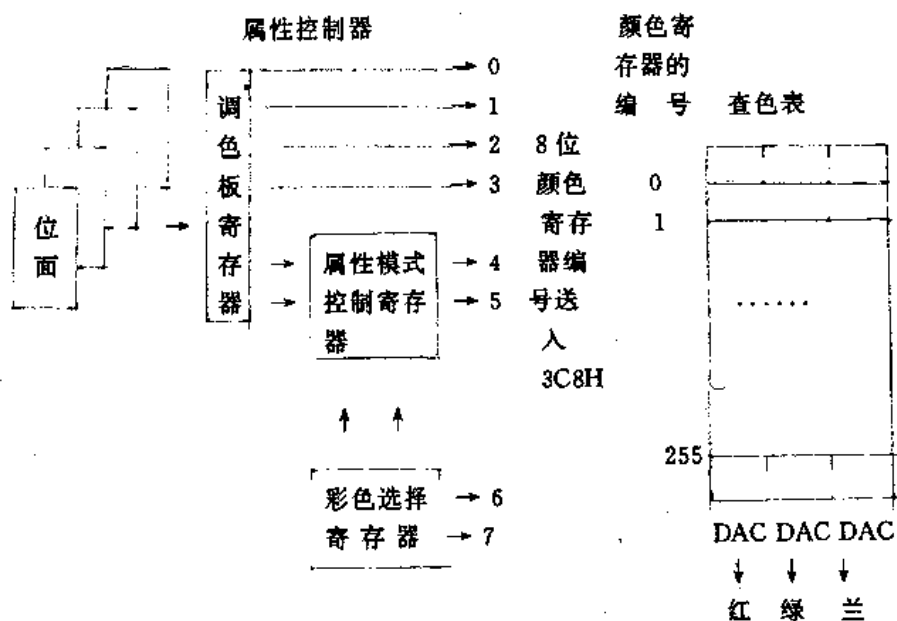 属性控制器
颜色寄
存器的
编号 查色表
位面
调色板寄存器
→ 0
→ 1
→ 2
→ 3
属性模式
控制寄存
器
→ 4
→ 5
彩色选择
寄存器
→ 6
→ 7
8位
颜色
寄存
器编
号送
入
3C8H
0
1
......
255
DAC DAC DAC
红 绿 兰